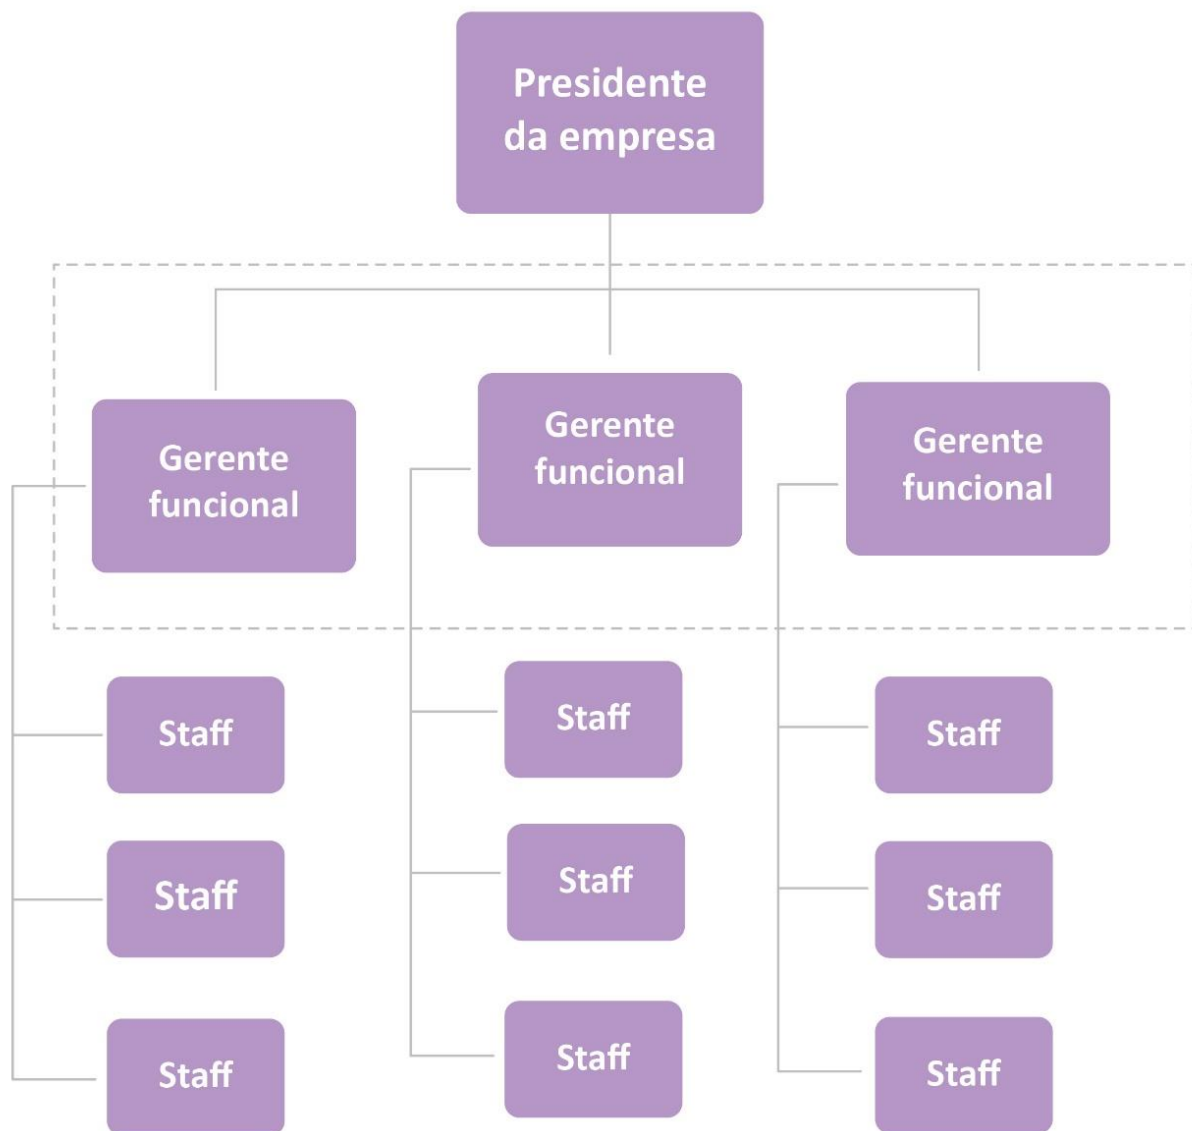 Presidente
da empresa
Gerente
funcional
Gerente
funcional
Gerente
funcional
Staff
Staff
Staff
Staff
Staff
Staff
Staff
Staff
Staff